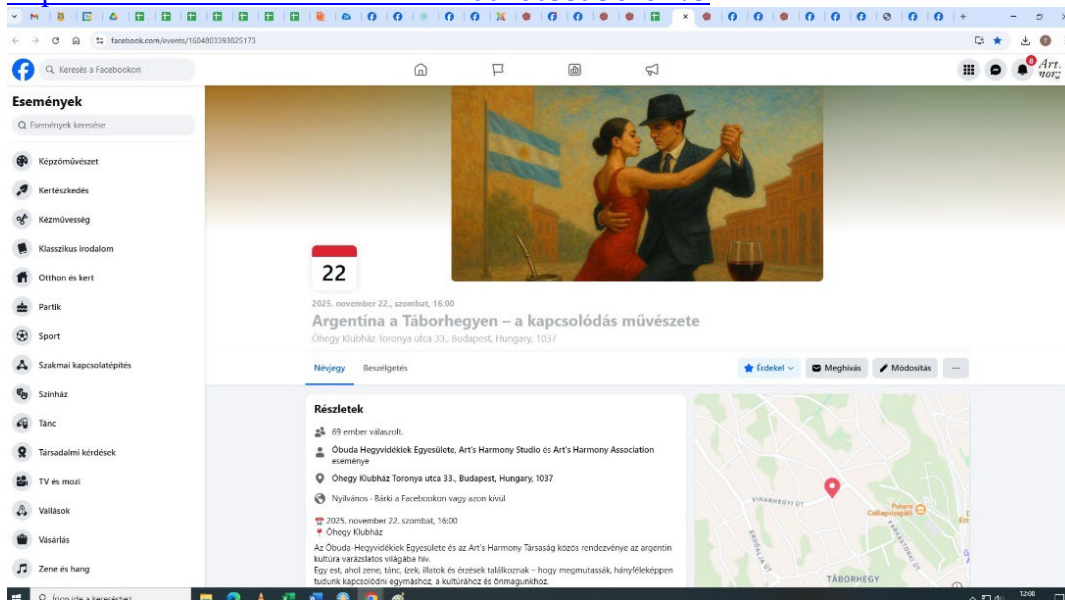 facebook.com/events/1604803393025173
Keresés a Facebookon
8
Események
Események keresése
Képzőművészet
Kertészkedés
Kézművesség
Klasszikus irodalom
Otthon és kert
Partik
Sport
Szakmai kapcsolatépítés
Színház
Tánc
Társadalmi kérdések
TV és mozi
Vallások
Vásárlás
Zene és hang
22
2025. november 22., szombat, 16:00
Argentína a Táborhegyen – a kapcsolódás művészete
Óhegy Klubház Toronya utca 33., Budapest, Hungary, 1037
Névjegy Beszélgetés
Érdekel Meghívás Módosítás
Részletek
69 ember válaszolt.
Óbuda Hegyvidékiek Egyesülete, Art's Harmony Studio és Art's Harmony Association
eseménye
Óhegy Klubház Toronya utca 33., Budapest, Hungary, 1037
Nyilvános · Bárki a Facebookon vagy azon kívül
2025. november 22. szombat, 16:00
Óhegy Klubház
Az Óbuda-Hegyvidékiek Egyesülete és az Art's Harmony Társaság közös rendezvénye az argentin
kultúra varázslatos világába hív.
Egy est, ahol zene, tánc, ízek, illatok és érzések találkoznak – hogy megmutassák, hányféleképpen
tudunk kapcsolódni egymáshoz, a kultúrához és önmagunkhoz.
VIHARHEGYI ÚT
ERDŐALJA ÚT
FARKASTOROKI ÚT
TÁBORHEGY
Írjon ide a kereséshez
12:08